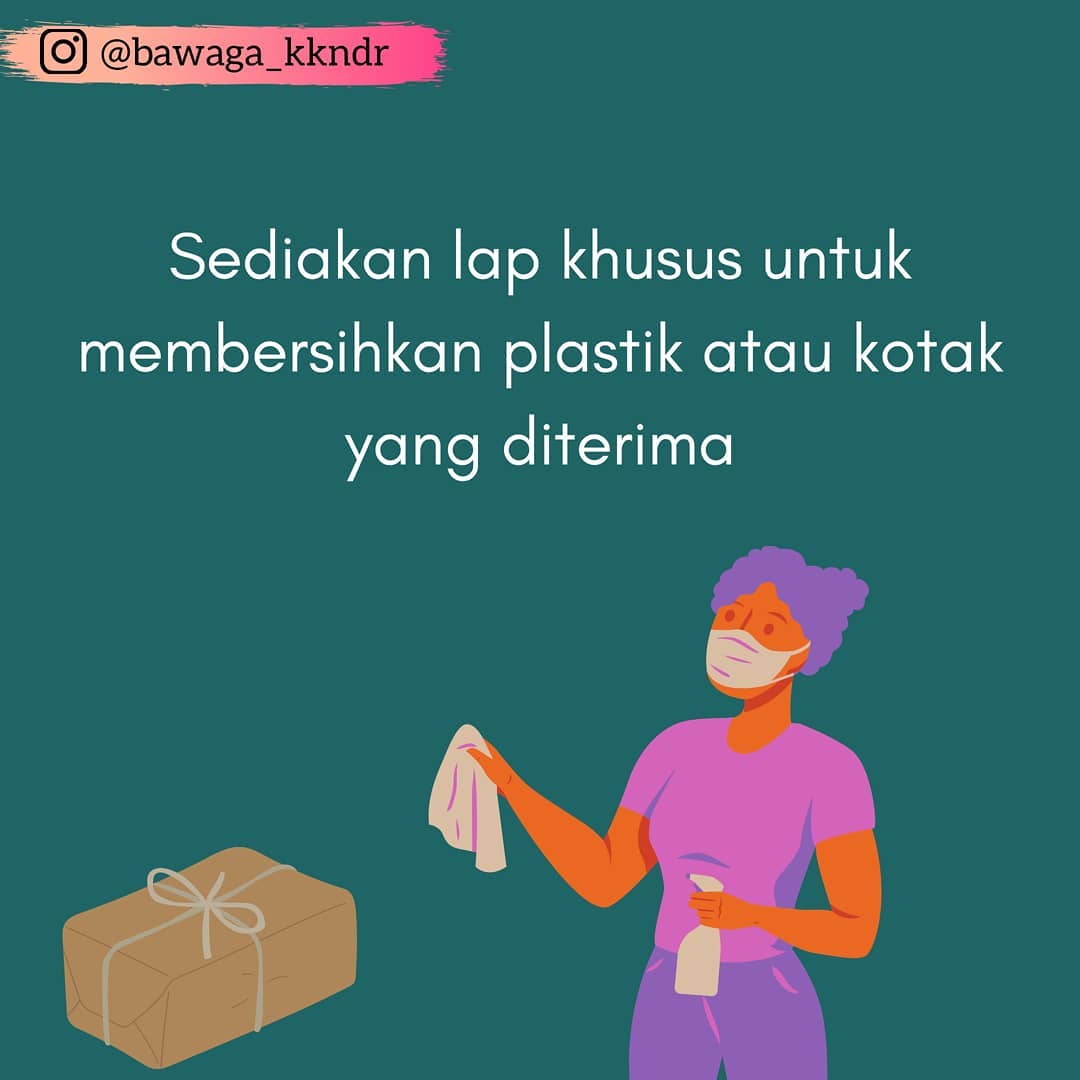 @bawaga_kkndr
Sediakan lap khusus untuk
membersihkan plastik atau kotak
yang diterima